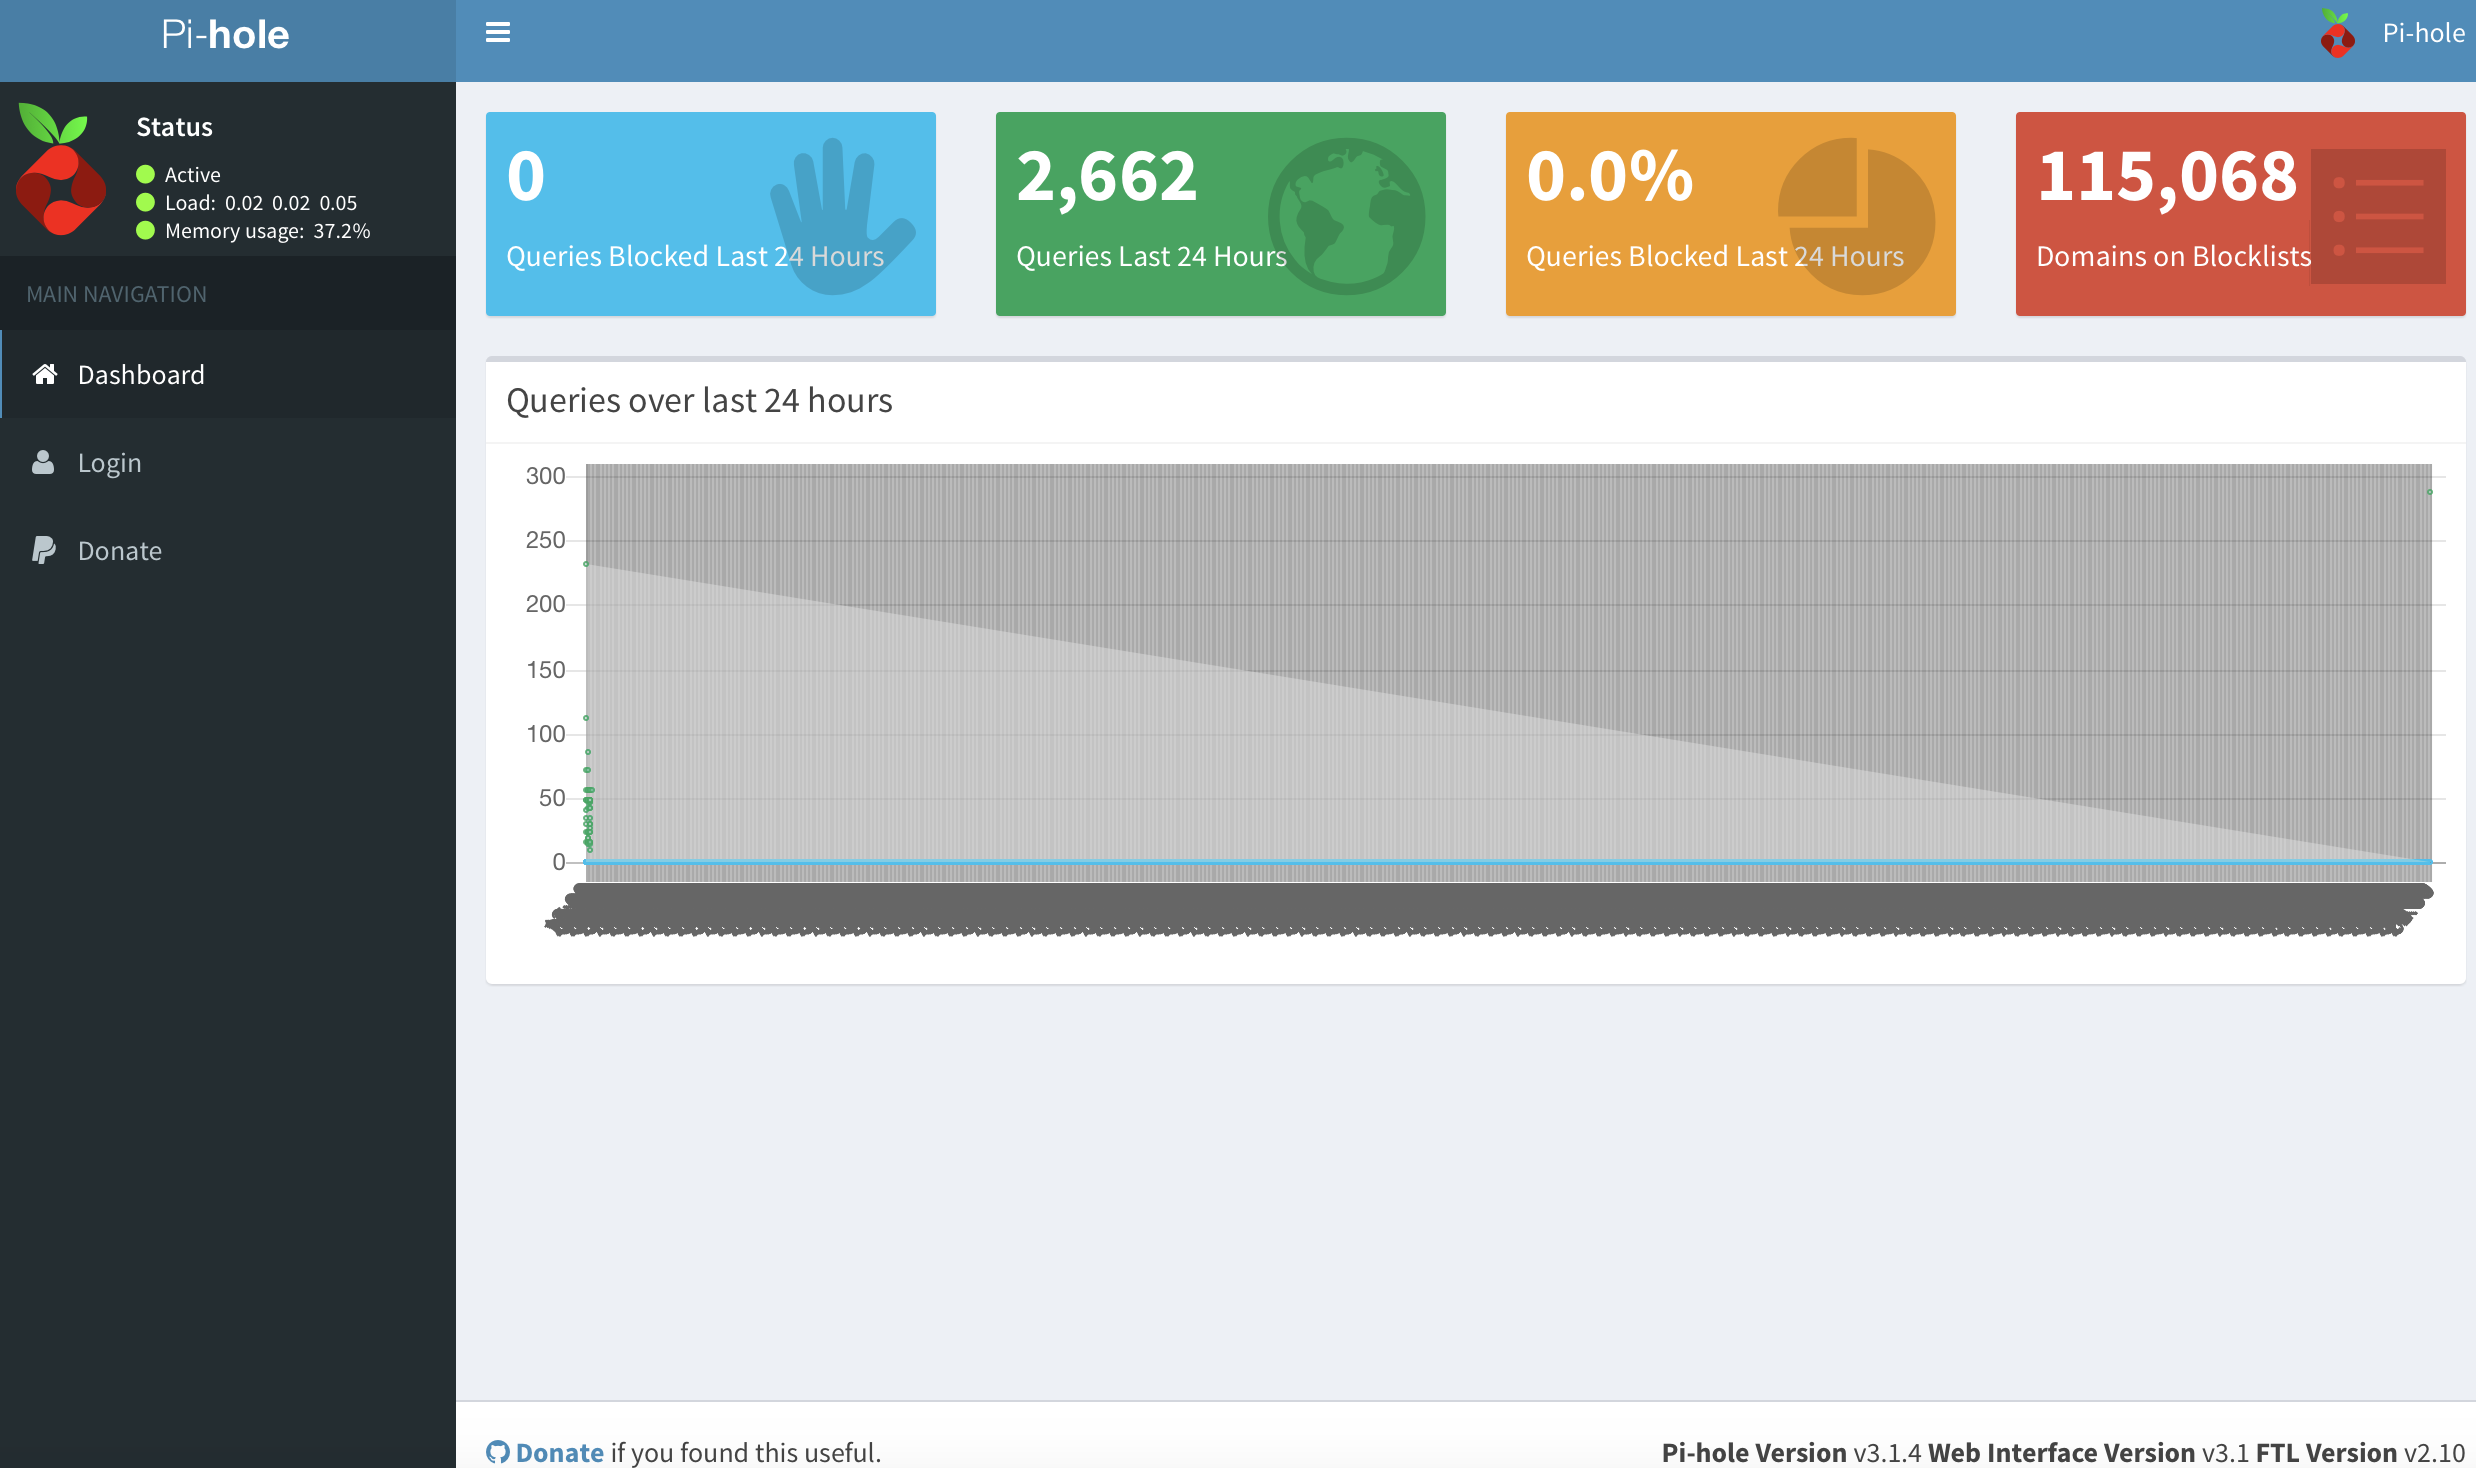 Pi-hole
Pi-hole
Status
Active
Load: 0.02 0.02 0.05
Memory usage: 37.2%
MAIN NAVIGATION
Dashboard
Login
Donate
0
Queries Blocked Last 24 Hours
2,662
Queries Last 24 Hours
0.0%
Queries Blocked Last 24 Hours
115,068
Domains on Blocklists
Queries over last 24 hours
300
250
200
150
100
50
0
Donate if you found this useful.
Pi-hole Version v3.1.4 Web Interface Version v3.1 FTL Version v2.10